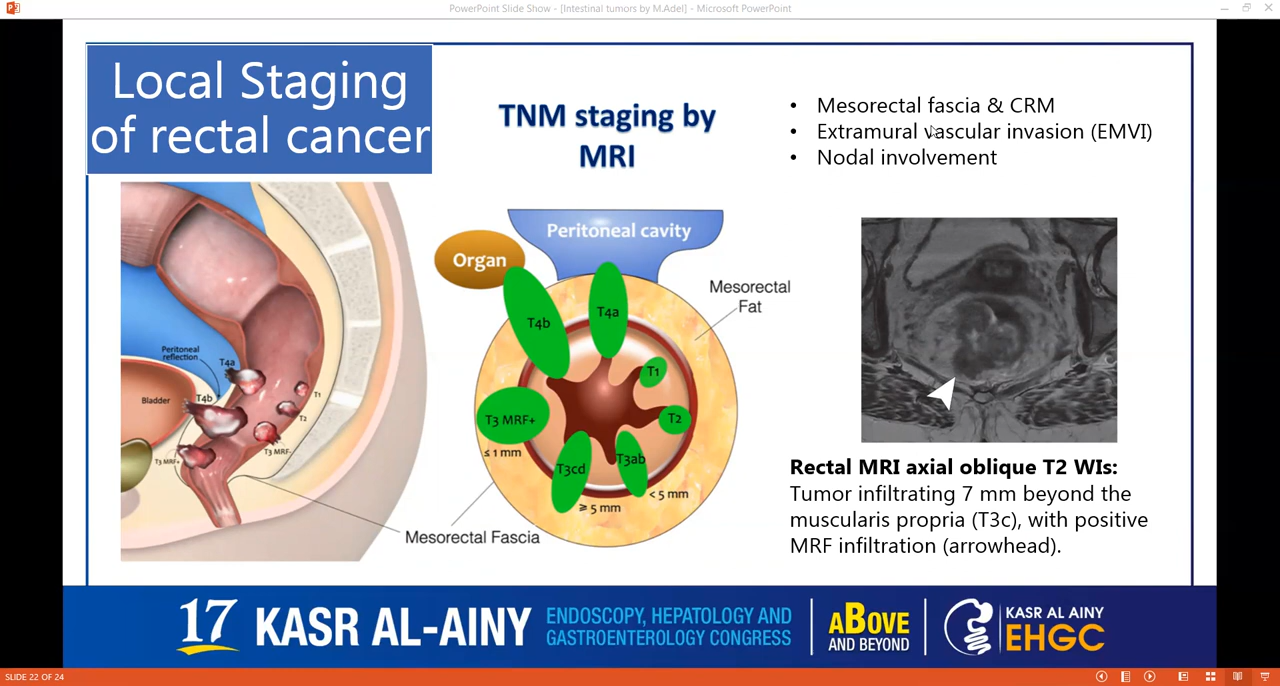 PowerPoint Slide Show - [Intestinal tumors by M.Adel] - Microsoft PowerPoint
Local Staging
of rectal cancer
TNM staging by
MRI
• Mesorectal fascia & CRM
• Extramural vascular invasion (EMVI)
• Nodal involvement
Peritoneal
reflection
T4a
Bladder
T4b
T1
T2
T3 MRF-
T3 MRF+
Peritoneal cavity
Organ
Mesorectal
Fat
T4b
T4a
T1
T2
T3 MRF+
≤ 1 mm
T3cd
T3ab
< 5 mm
≥ 5 mm
Mesorectal Fascia
Rectal MRI axial oblique T2 WIs:
Tumor infiltrating 7 mm beyond the
muscularis propria (T3c), with positive
MRF infiltration (arrowhead).
17 KASR AL-AINY
ENDOSCOPY, HEPATOLOGY AND
GASTROENTEROLOGY CONGRESS
ABOVE
AND BEYOND
KASR AL AINY
EHGC
SLIDE 22 OF 24